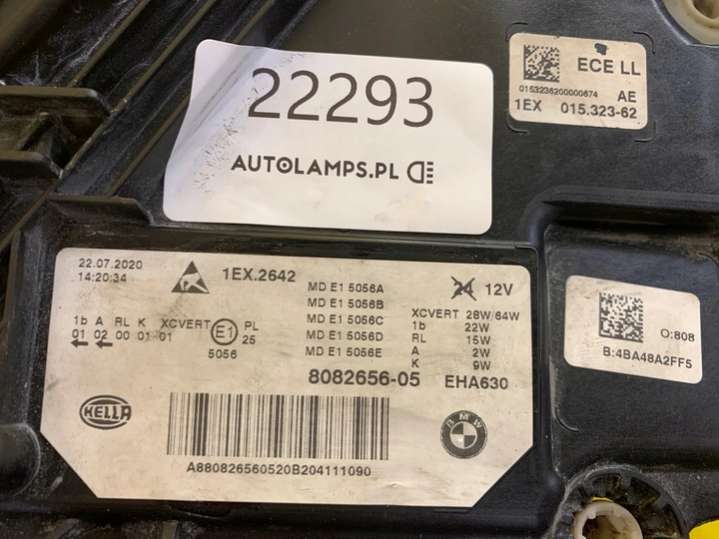 22293
AUTOLAMPS.PL
ECE LL
0153236200000674 AE
1EX 015.323-62
22.07.2020
14:20:34
1EX.2642
MD E1 5056A
MD E1 5056B
MD E1 5056C
MD E1 5056D
MD E1 5056E
24 12V
XCVERT 28W/64W
1b 22W
RL 15W
A 2W
K 9W
1b A RL K XCVERT E1 PL
01 02 00 01 01 25
5056
8082656-05 EHA630
HELLA
BMW
A880826560520B204111090
O:808
B:4BA48A2FF5